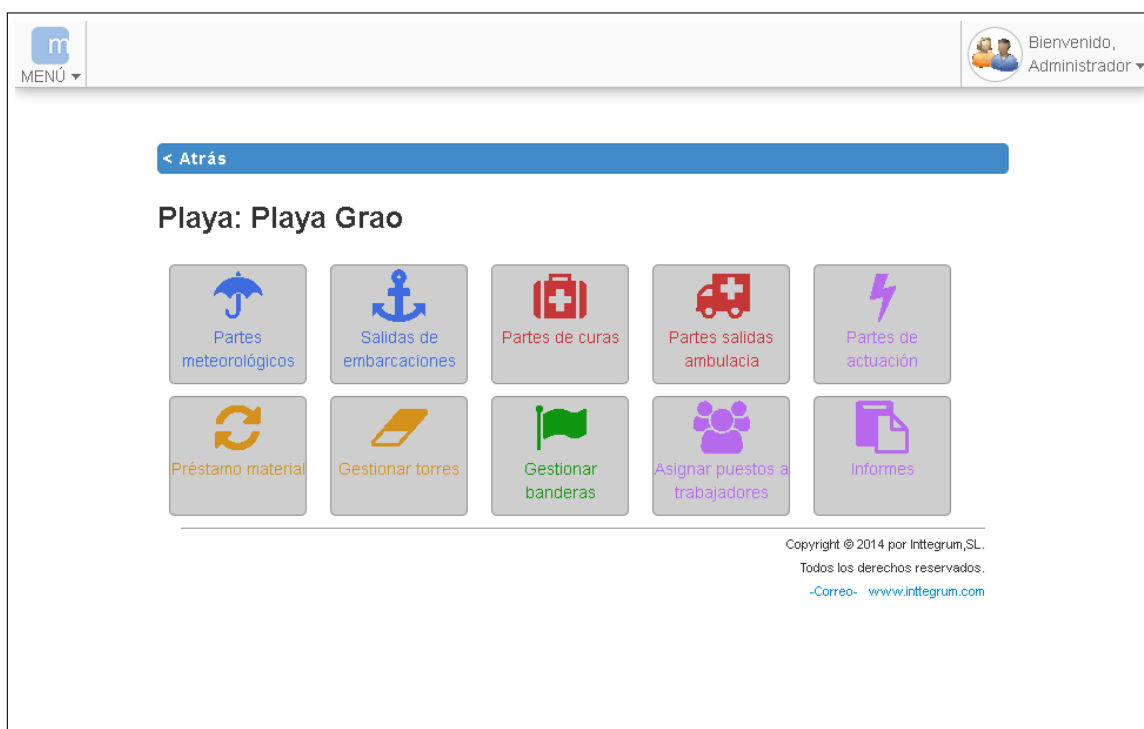 m
MENÚ
Bienvenido,
Administrador
< Atrás
Playa: Playa Grao
Partes
meteorológicos
Salidas de
embarcaciones
Partes de curas
Partes salidas
ambulacia
Partes de
actuación
Préstamo material
Gestionar torres
Gestionar
banderas
Asignar puestos a
trabajadores
Informes
Copyright © 2014 por Inttegrum,SL.
Todos los derechos reservados.
-Correo- www.inttegrum.com